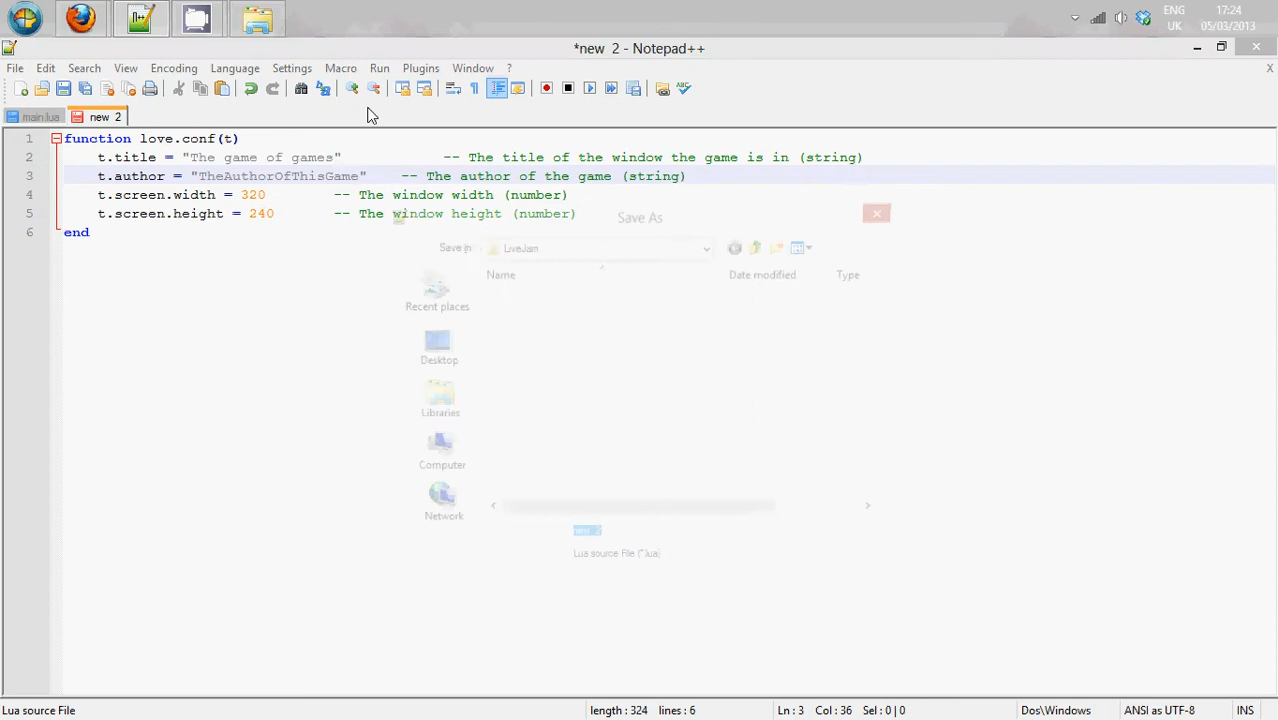 ENG
UK
17:24
05/03/2013
*new 2 - Notepad++
File Edit Search View Encoding Language Settings Macro Run Plugins Window ? X
main.lua new 2
1 function love.conf(t)
2 t.title = "The game of games" -- The title of the window the game is in (string)
3 t.author = "TheAuthorOfThisGame" -- The author of the game (string)
4 t.screen.width = 320 -- The window width (number)
5 t.screen.height = 240 -- The window height (number)
6 end
Save As
Save in: LiveJam
Name Date modified Type
Recent places
Desktop
Libraries
Computer
Network
new 2
Lua source File (*.lua)
Lua source File length : 324 lines : 6 Ln : 3 Col : 36 Sel : 0 | 0 Dos\Windows ANSI as UTF-8 INS